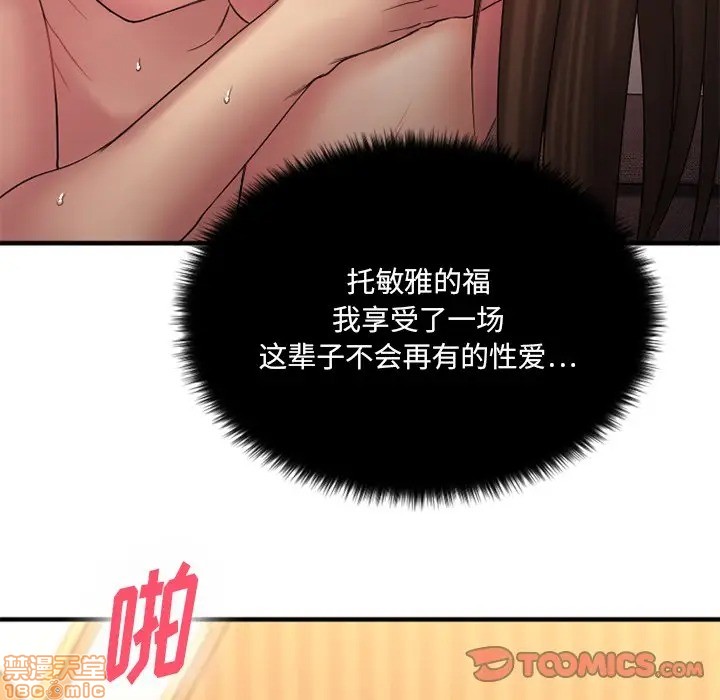 托敏雅的福
我享受了一场
这辈子不会再有的性爱...
啪
禁漫天堂
18comic
TOOMICS.COM